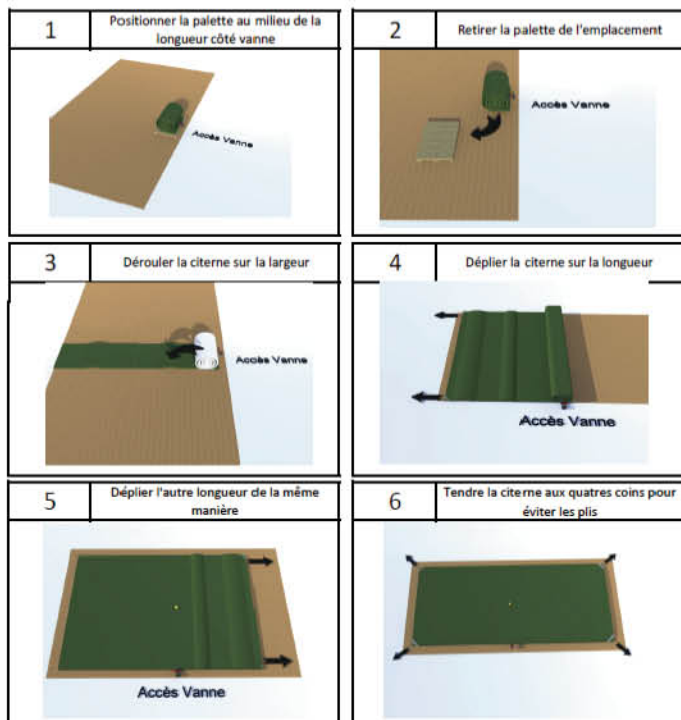 1
Positionner la palette au milieu de la
longueur côté vanne
Accès Vanne
2
Retirer la palette de l'emplacement
Accès Vanne
3
Dérouler la citerne sur la largeur
Accès Vanne
4
Déplier la citerne sur la longueur
Accès Vanne
5
Déplier l'autre longueur de la même
manière
Accès Vanne
6
Tendre la citerne aux quatres coins pour
éviter les plis